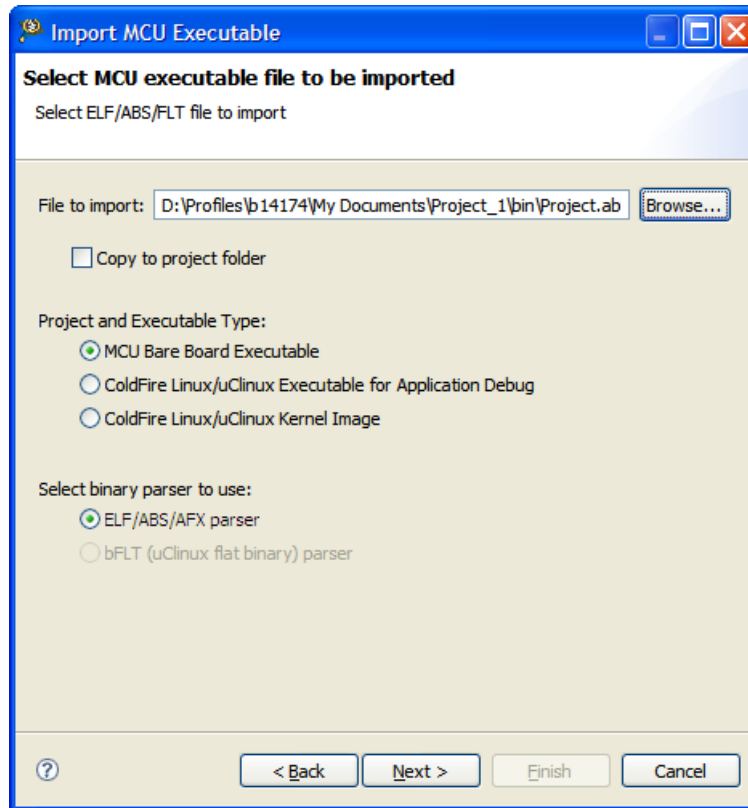 Import MCU Executable
Select MCU executable file to be imported
Select ELF/ABS/FLT file to import
File to import: D:\Profiles\b14174\My Documents\Project_1\bin\Project.ab Browse...
Copy to project folder
Project and Executable Type:
MCU Bare Board Executable
ColdFire Linux/uClinux Executable for Application Debug
ColdFire Linux/uClinux Kernel Image
Select binary parser to use:
ELF/ABS/AFX parser
bFLT (uClinux flat binary) parser
? < Back Next > Finish Cancel